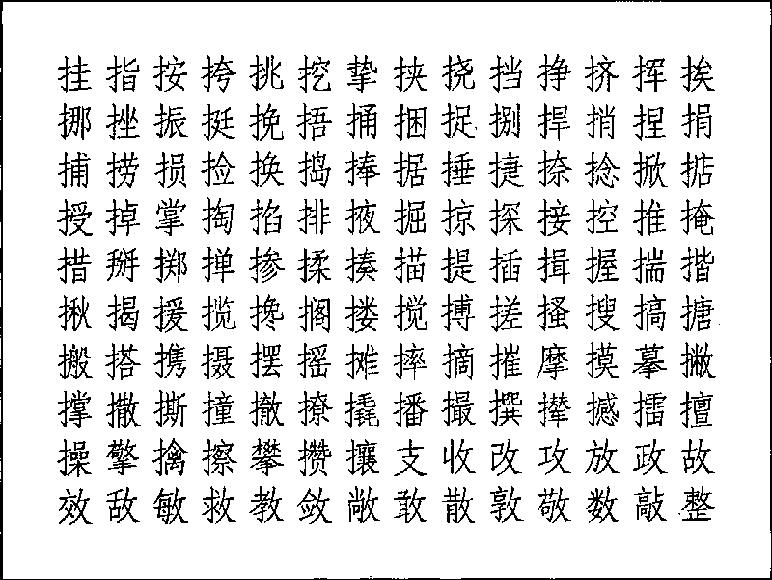 挂指按挎挑挖挚挟挠挡挣挤挥挨
挪挫振挺挽捂捅捆捉捌捍捎捏捐
捕捞损捡换捣捧据捶捷捺捻掀掂
授掉掌掏掐排掖掘掠探接控推掩
措掰掷掸掺揉揍描提插揖握揣揩
揪揭援揽搀搁搂搅搏搓搔搜搞搪
搬搭携摄摆摇摊摔摘摧摩摸摹撇
撑撒撕撞撤撩撬播撮撰撵撼擂擅
操擎擒擦攀攒攘支收改攻放政故
效敌敏救教敛敞敢散敦敬数敲整